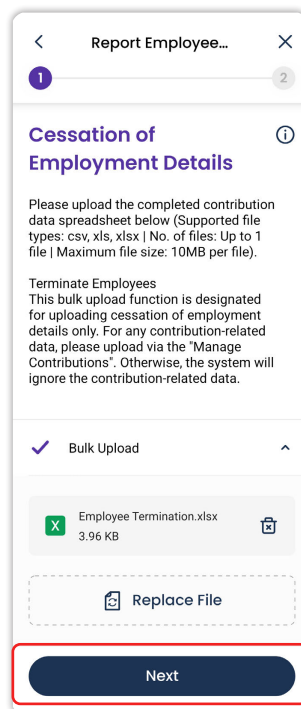 Report Employee...
1
2
Cessation of
Employment Details
Please upload the completed contribution
data spreadsheet below (Supported file
types: csv, xls, xlsx | No. of files: Up to 1
file | Maximum file size: 10MB per file).
Terminate Employees
This bulk upload function is designated
for uploading cessation of employment
details only. For any contribution-related
data, please upload via the "Manage
Contributions". Otherwise, the system will
ignore the contribution-related data.
Bulk Upload
X
Employee Termination.xlsx
3.96 KB
Replace File
Next